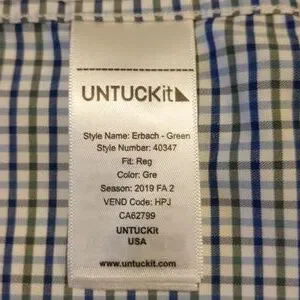 UNTUCKit
Style Name: Erbach - Green
Style Number: 40347
Fit: Reg
Color: Gre
Season: 2019 FA 2
VEND Code: HPJ
CA62799
UNTUCKit
USA
www.untuckit.com